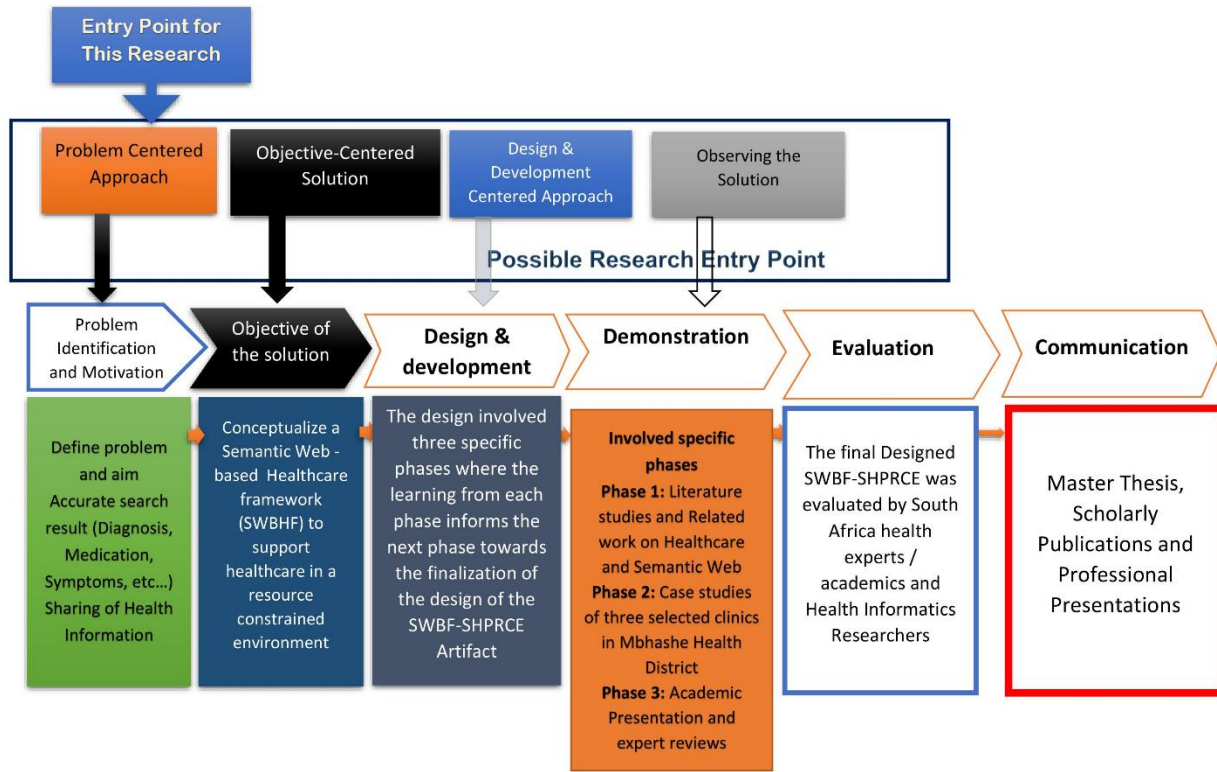 Entry Point for
This Research
Problem Centered
Approach
Objective-Centered
Solution
Design &
Development
Centered Approach
Observing the
Solution
Possible Research Entry Point
Problem
Identification
and Motivation
Objective of
the solution
Design &
development
Demonstration
Evaluation
Communication
Define problem
and aim
Accurate search
result (Diagnosis,
Medication,
Symptoms, etc...)
Sharing of Health
Information
Conceptualize a
Semantic Web -
based Healthcare
framework
(SWBHF) to
support
healthcare in a
resource
constrained
environment
The design involved
three specific
phases where the
learning from each
phase informs the
next phase towards
the finalization of
the design of the
SWBF-SHPRCE
Artifact
Involved specific
phases
Phase 1: Literature
studies and Related
work on Healthcare
and Semantic Web
Phase 2: Case studies
of three selected clinics
in Mbhashe Health
District
Phase 3: Academic
Presentation and
expert reviews
The final Designed
SWBF-SHPRCE was
evaluated by South
Africa health
experts /
academics and
Health Informatics
Researchers
Master Thesis,
Scholarly
Publications and
Professional
Presentations